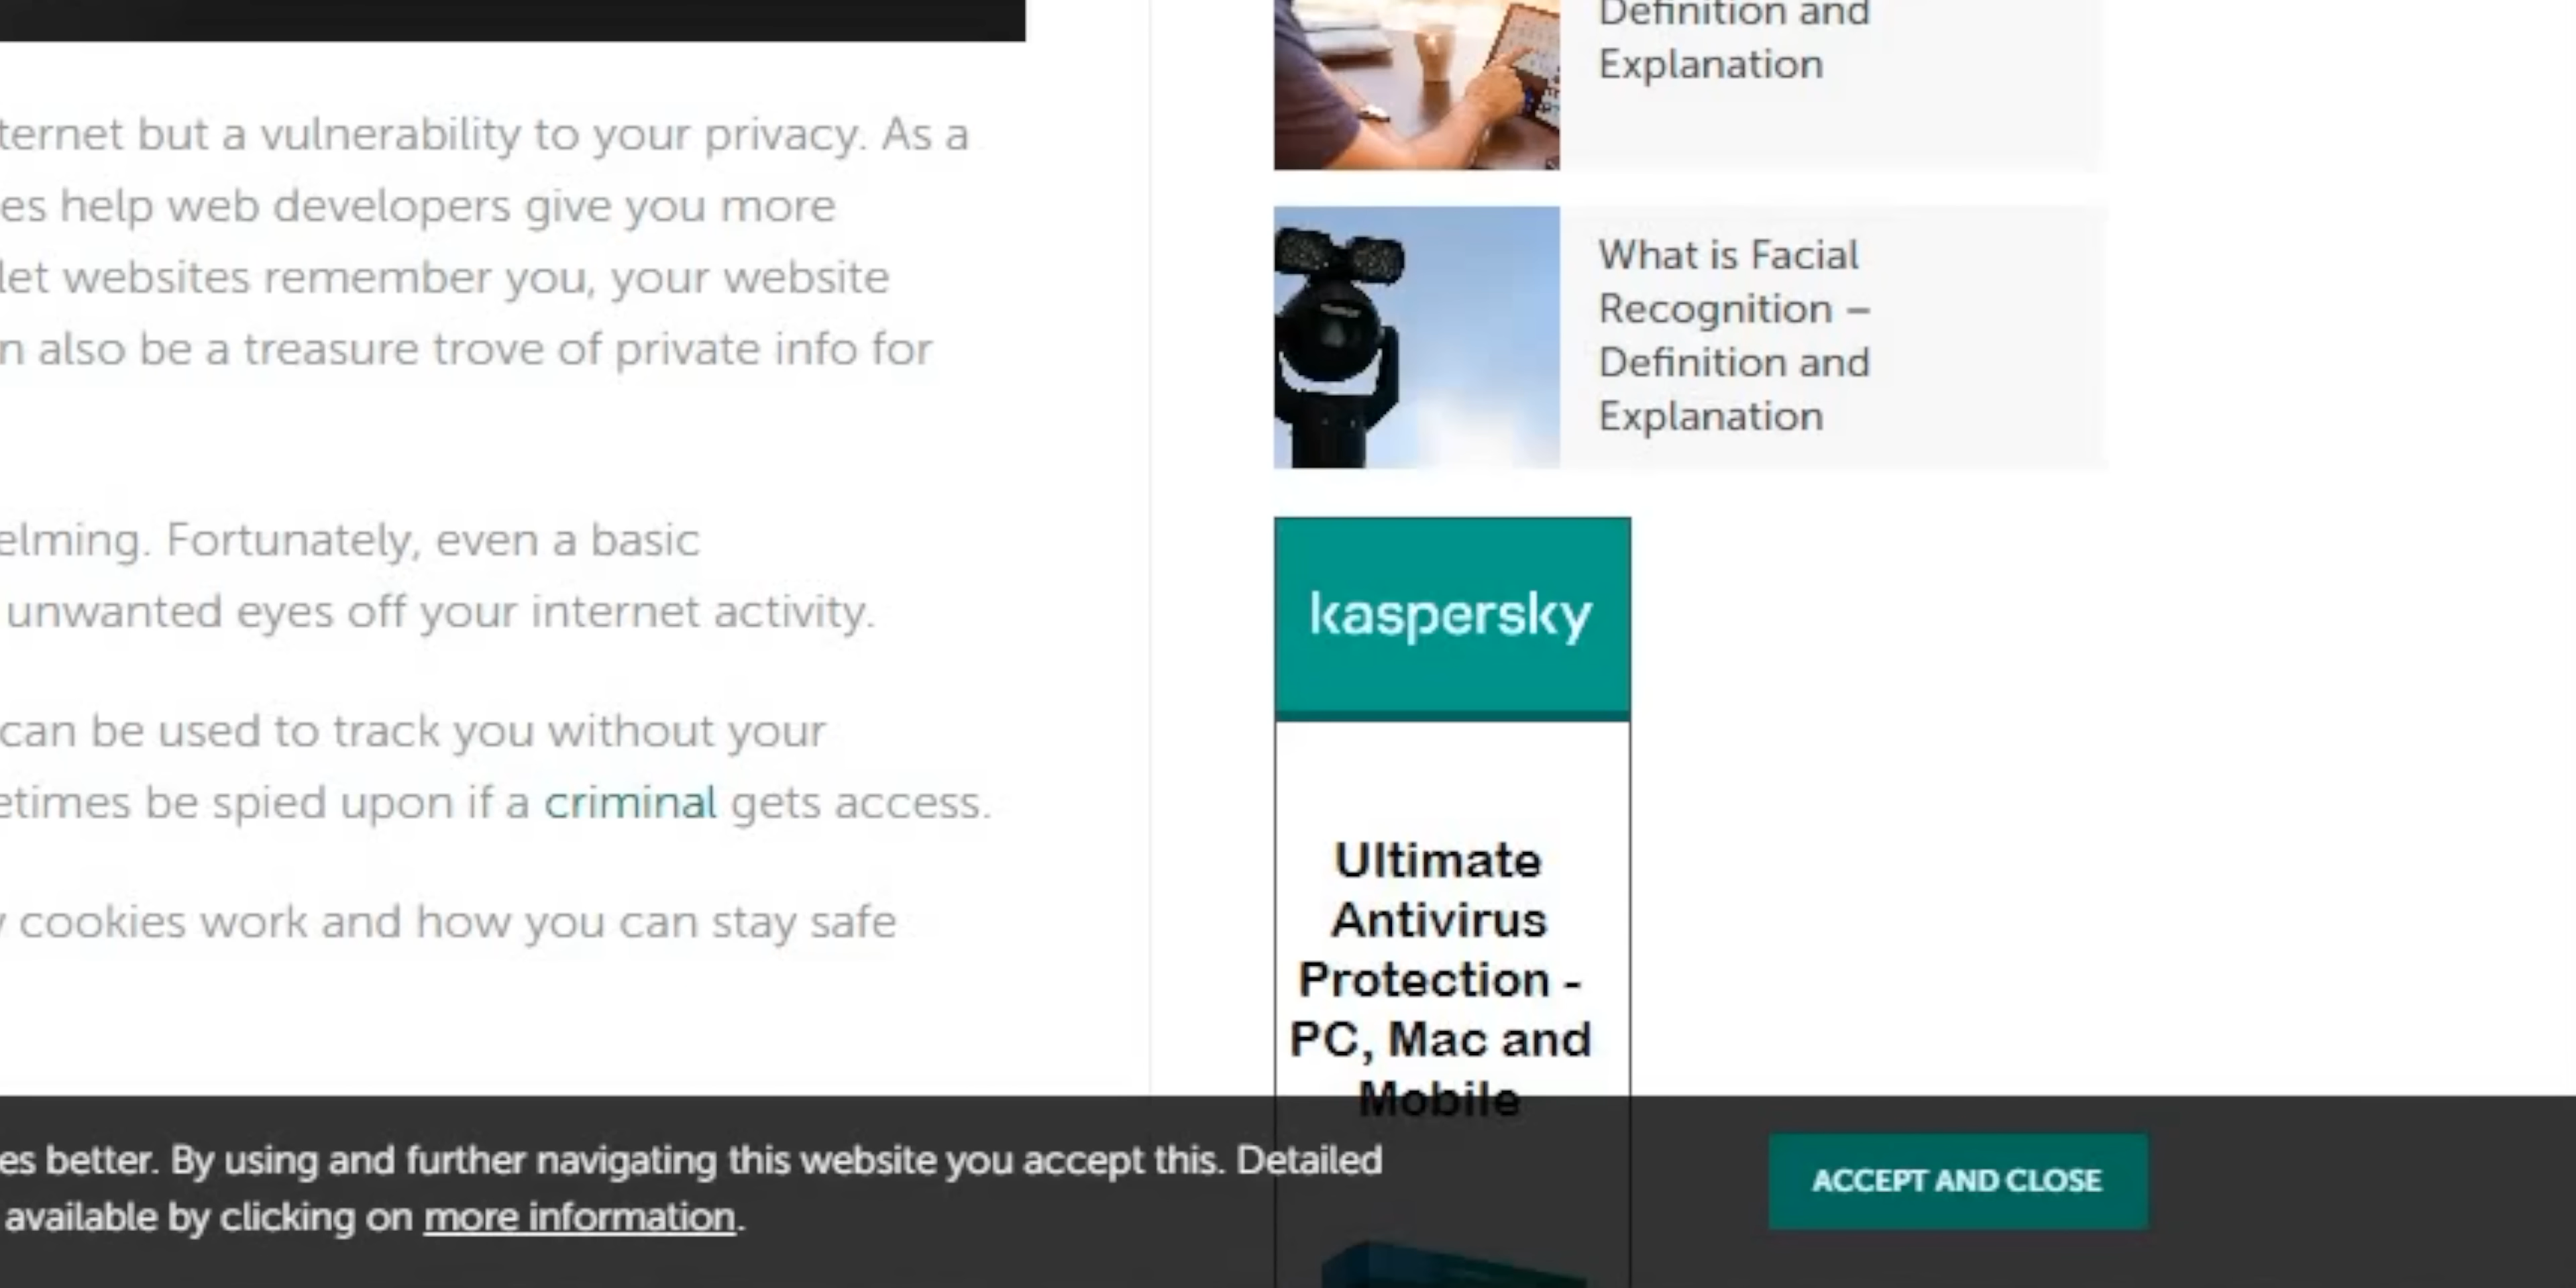 ternet but a vulnerability to your privacy. As a
es help web developers give you more
let websites remember you, your website
n also be a treasure trove of private info for
elming. Fortunately, even a basic
unwanted eyes off your internet activity.
can be used to track you without your
etimes be spied upon if a criminal gets access.
y cookies work and how you can stay safe
Definition and
Explanation
What is Facial
Recognition –
Definition and
Explanation
kaspersky
Ultimate
Antivirus
Protection -
PC, Mac and
Mobile
es better. By using and further navigating this website you accept this. Detailed
available by clicking on more information.
ACCEPT AND CLOSE